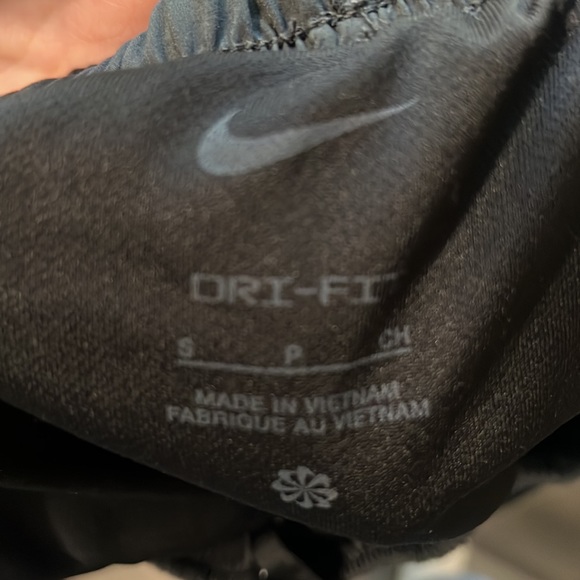 DRI-FIT
S P CH
MADE IN VIETNAM
FABRIQUE AU VIETNAM